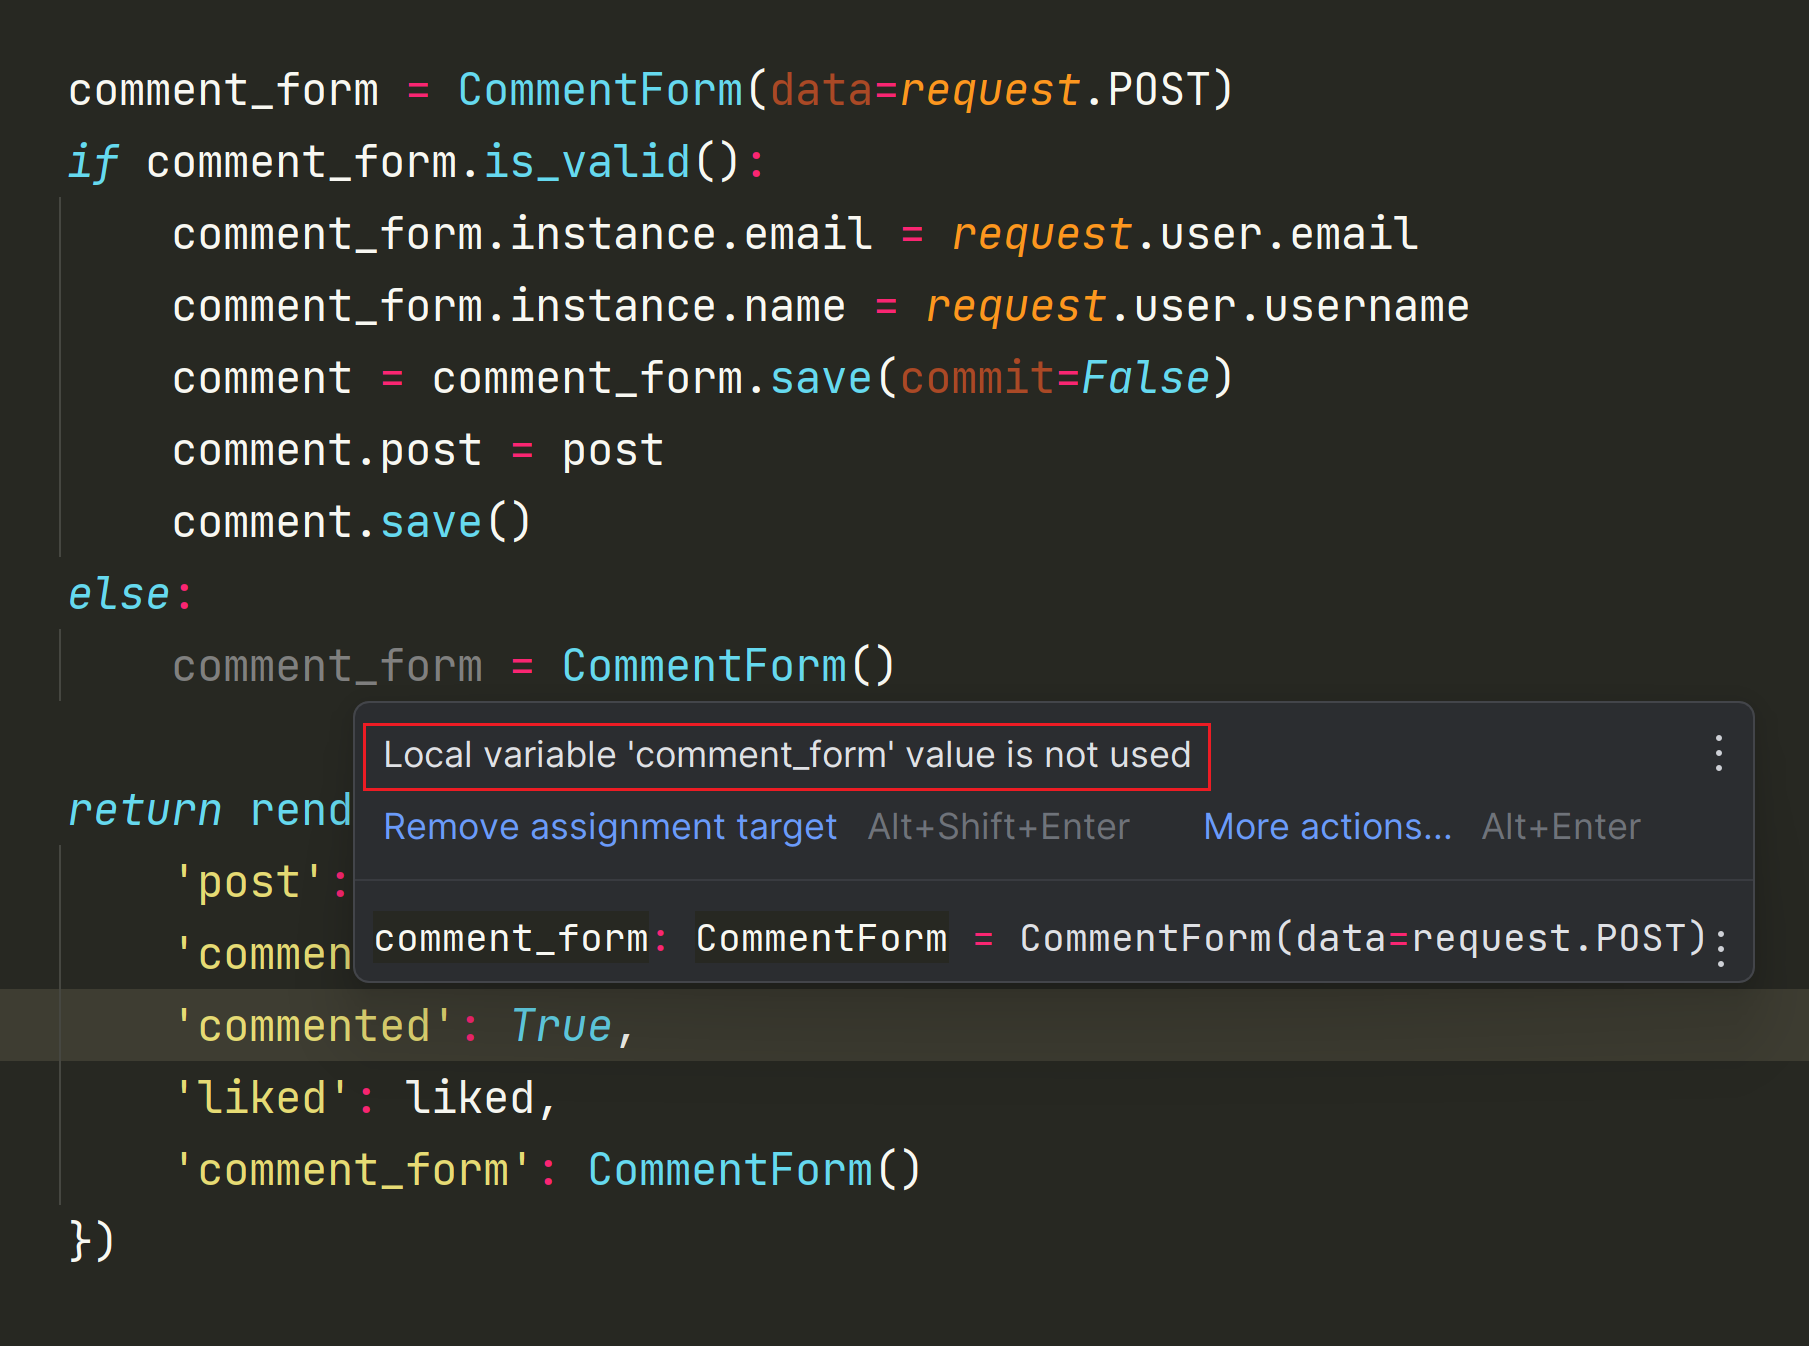 comment_form = CommentForm(data=request.POST)
if comment_form.is_valid():
    comment_form.instance.email = request.user.email
    comment_form.instance.name = request.user.username
    comment = comment_form.save(commit=False)
    comment.post = post
    comment.save()
else:
    comment_form = CommentForm()
Local variable 'comment_form' value is not used
return rend
Remove assignment target Alt+Shift+Enter More actions... Alt+Enter
    'post':
    'commen
comment_form: CommentForm = CommentForm(data=request.POST)
    'commented': True,
    'liked': liked,
    'comment_form': CommentForm()
})